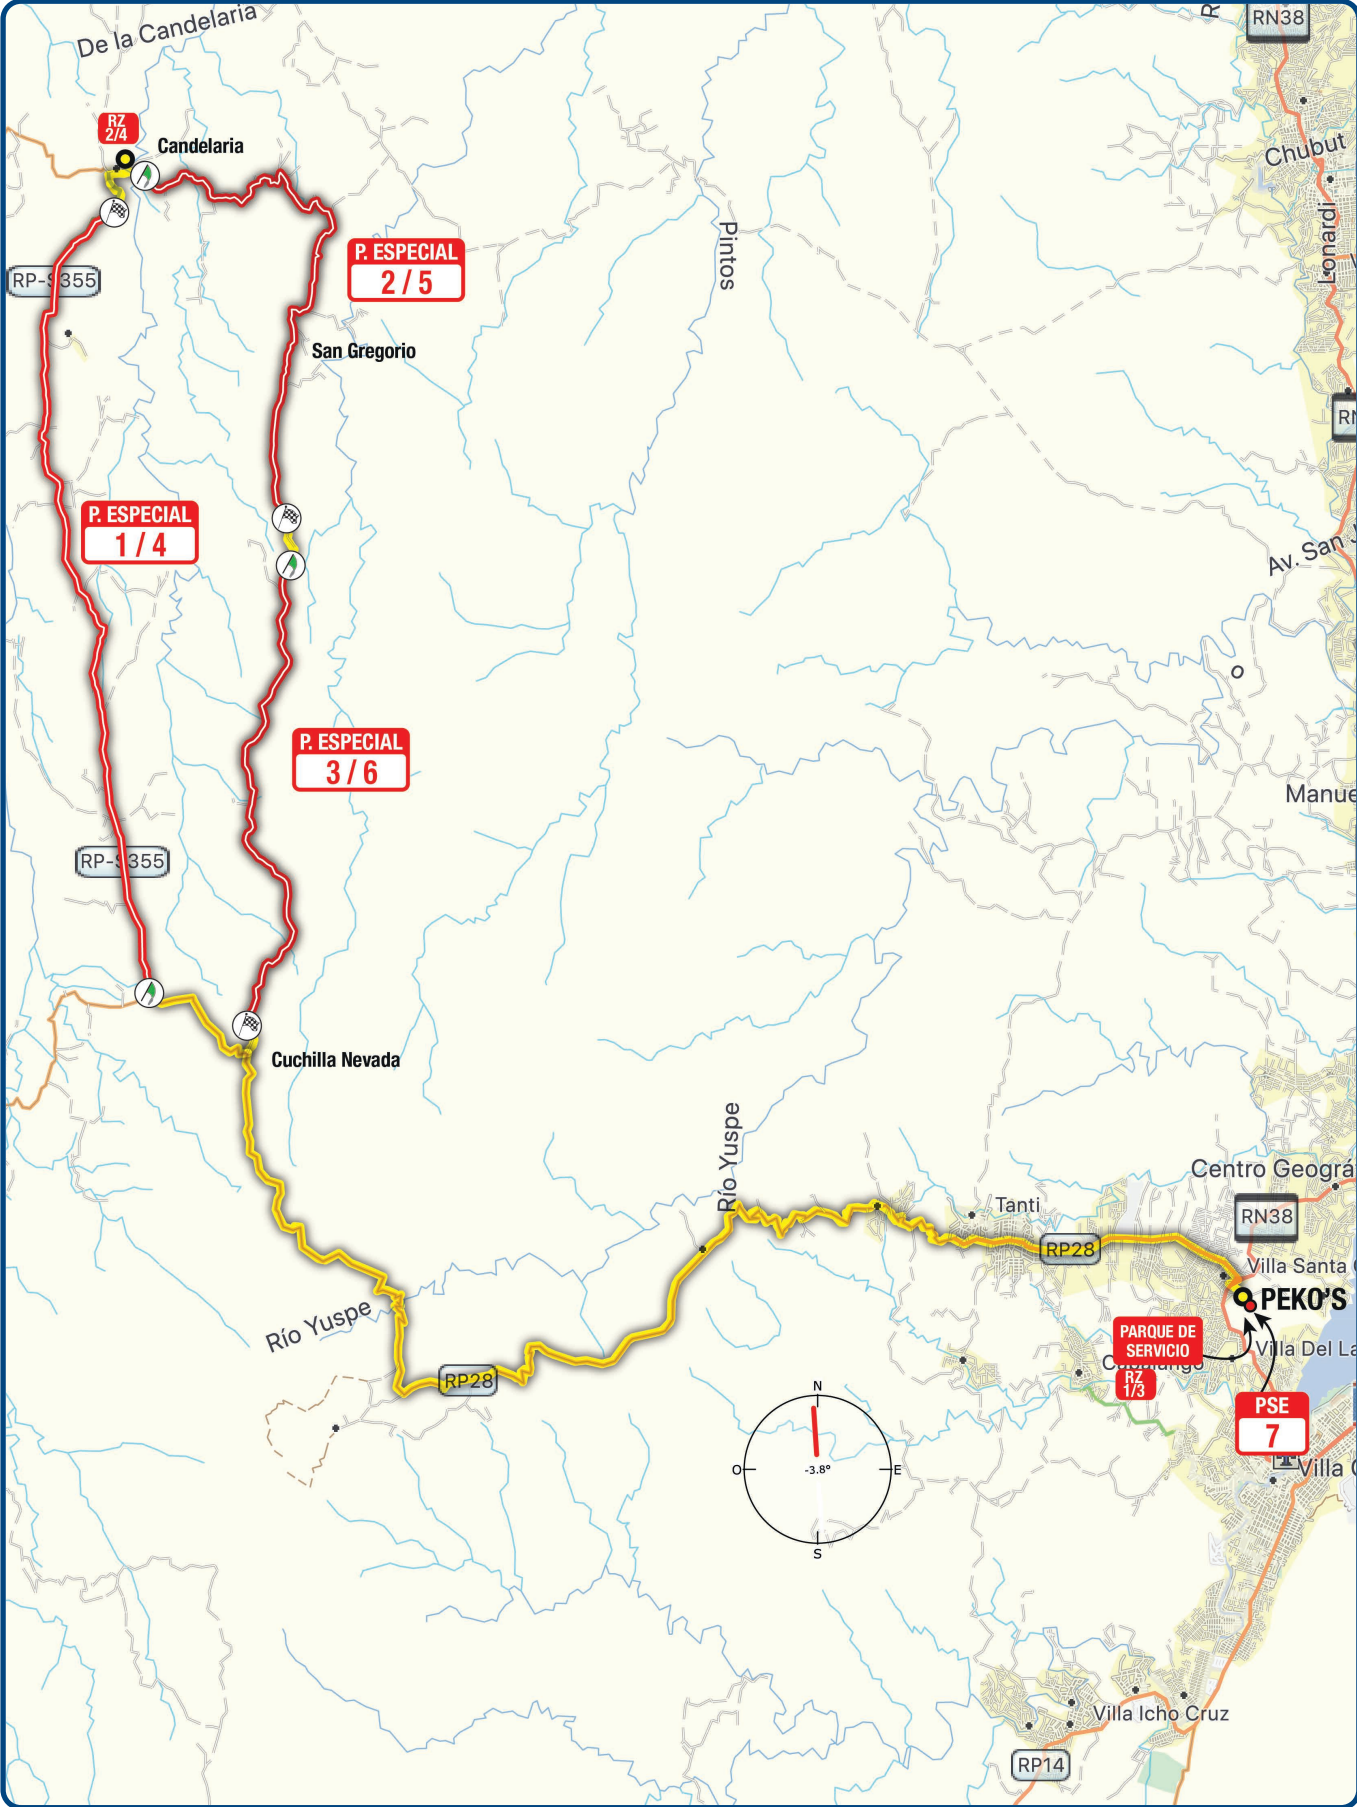 RN38
De la Candelaria
RZ
2/4
Candelaria
Chubut
Lonardi
Pintos
P. ESPECIAL
2 / 5
RP-S355
San Gregorio
P. ESPECIAL
1 / 4
Av. San J
P. ESPECIAL
3 / 6
Manue
RP-S355
Cuchilla Nevada
Río Yuspe
Centro Geográ
Tanti
RN38
RP28
Villa Santa
PEKO'S
Río Yuspe
PARQUE DE
SERVICIO
Villa Del La
RZ
1/3
RP28
PSE
7
N
O
E
-3.8°
S
Villa
Villa Icho Cruz
RP14